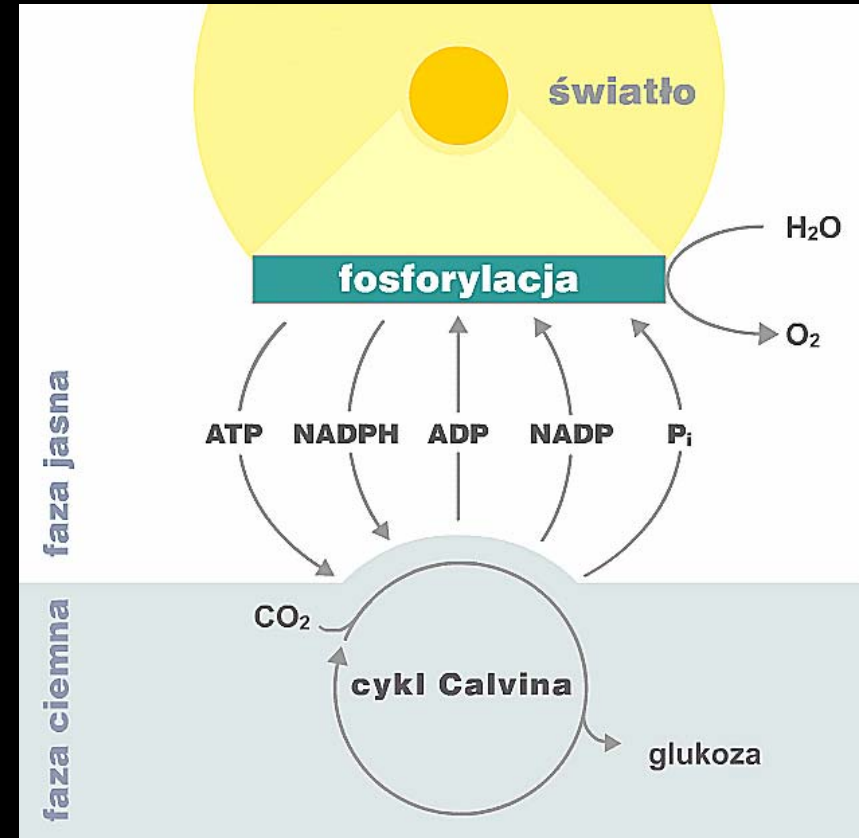 światło
H₂O
fosforylacja
O₂
faza jasna
ATP NADPH ADP NADP Pᵢ
CO₂
cykl Calvina
faza ciemna
glukoza